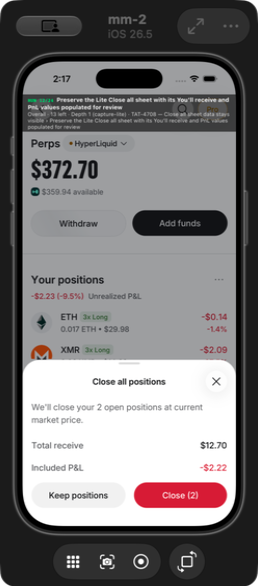 mm-2
iOS 26.5
2:17
Preserve the Lite Close all sheet with its You'll receive and
PnL values captured for review
Perps
HyperLiquid
$372.70
$359.94 available
Withdraw
Add funds
Your positions
-$2.23 (-9.5%) Unrealized P&L
ETH 3x Long
-$0.14
0.017 ETH • $29.98
-1.4%
XMR 3x Long
-$2.09
Close all positions
We'll close your 2 open positions at current
market price.
Total receive
$12.70
Included P&L
-$2.22
Keep positions
Close (2)